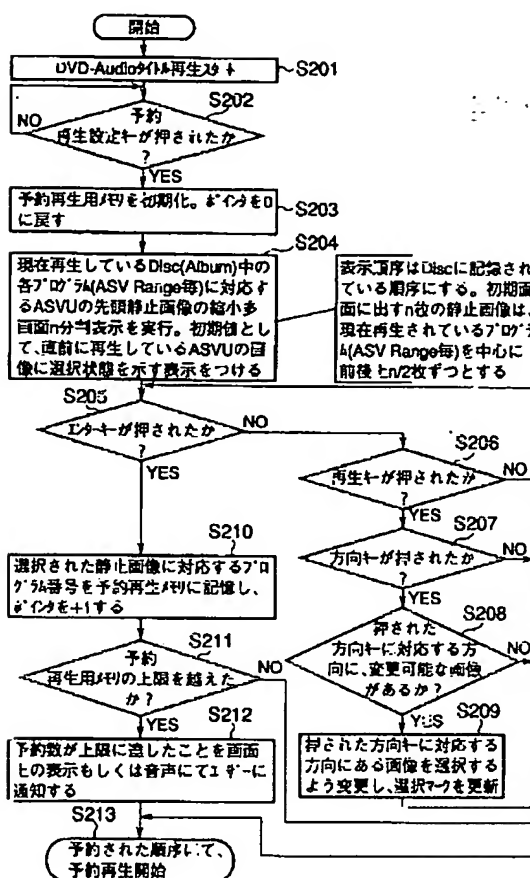 開始
DVD-Audioタイトル再生スタート
S201
S202
予約
再生設定キーが押されたか
?
NO
YES
予約再生用メモリを初期化。ポインタを0
に戻す
S203
S204
現在再生しているDisc(Album)中の
各プログラム(ASV Range毎)に対応す
るASVUの先頭静止画像の縮小多
画面n分当表示を実行。初期値とし
て、直前に再生しているASVUの画
像に選択状態を示す表示をつける
表示順序はDiscに記録され
ている順序にする。初期画
面に出すn枚の静止画像は、
現在再生されているプログラ
ム(ASV Range毎)を中心に
前後とn/2枚ずつとする
S205
エンターキが押されたか
?
NO
YES
S206
再生キが押されたか
?
NO
YES
S207
方向キが押されたか
?
NO
YES
S208
押された
方向キーに対応する方
向に、変更可能な画像
があるか?
NO
YES
S209
押された方向キーに対応する
方向にある画像を選択する
よう変更し、選択マークを更新
S210
選択された静止画像に対応するプロ
グラム番号を予約再生メモリに記憶し、
ポインタを+1する
S211
予約
再生用メモリの上限を越えた
か?
NO
YES
S212
予約数が上限に達したことを画面
上の表示もしくは音声にてユーザーに
通知する
S213
予約された順序にて、
予約再生開始